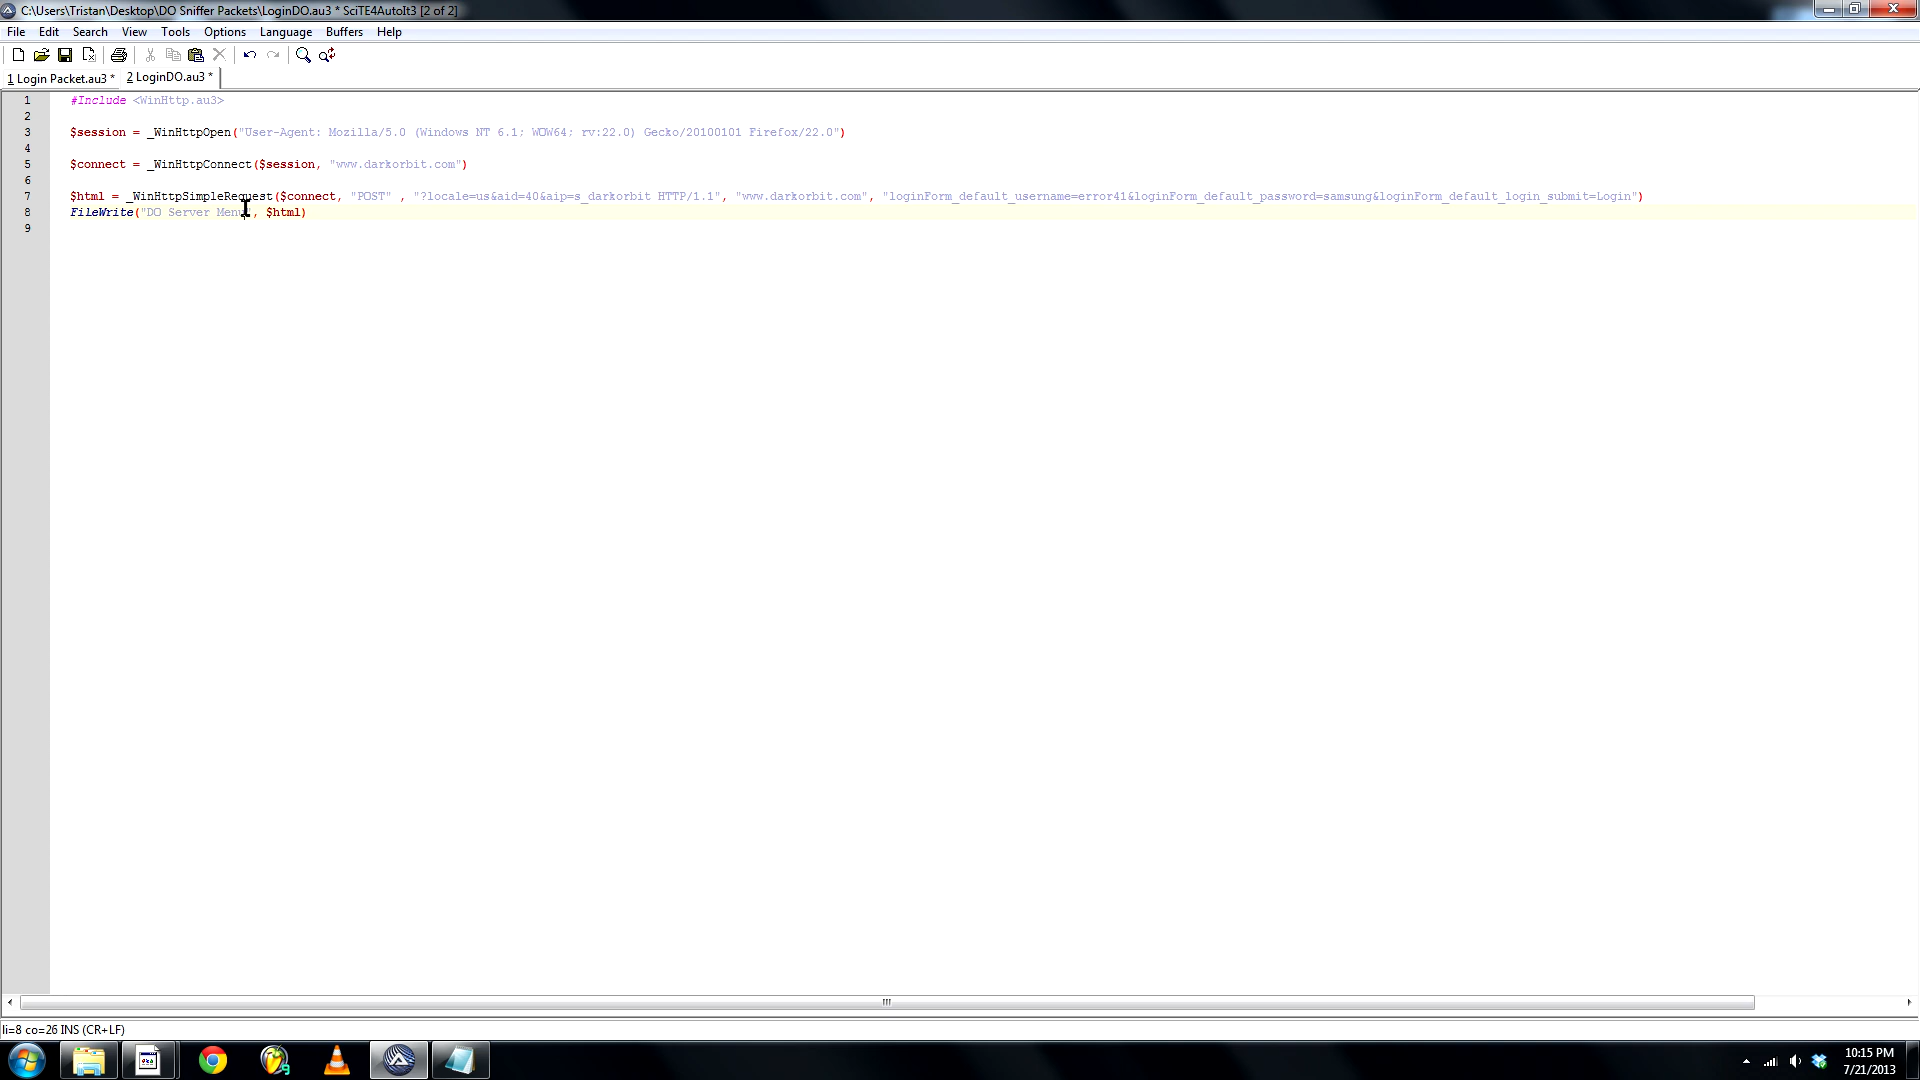 C:\Users\Tristan\Desktop\DO Sniffer Packets\LoginDO.au3 * SciTE4AutoIt3 [2 of 2]
File Edit Search View Tools Options Language Buffers Help
1 Login Packet.au3 * 2 LoginDO.au3 *
1 #Include <WinHttp.au3>
2
3 $session = _WinHttpOpen("User-Agent: Mozilla/5.0 (Windows NT 6.1; WOW64; rv:22.0) Gecko/20100101 Firefox/22.0")
4
5 $connect = _WinHttpConnect($session, "www.darkorbit.com")
6
7 $html = _WinHttpSimpleRequest($connect, "POST" , "?locale=us&aid=40&aip=s_darkorbit HTTP/1.1", "www.darkorbit.com", "loginForm_default_username=error41&loginForm_default_password=samsung&loginForm_default_login_submit=Login")
8 FileWrite("DO Server Menu", $html)
9
li=8 co=26 INS (CR+LF)
10:15 PM
7/21/2013